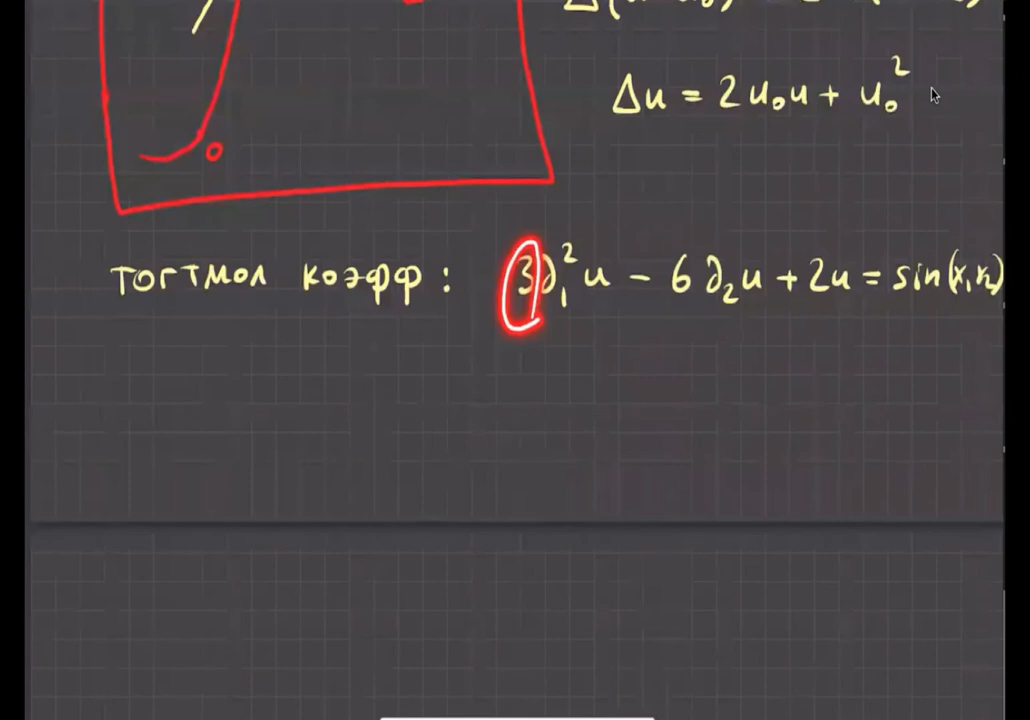 Δu = 2u₀u + u₀²
тогтмол коэфф : 3∂₁²u - 6∂₂u + 2u = sin(x₁x₂)